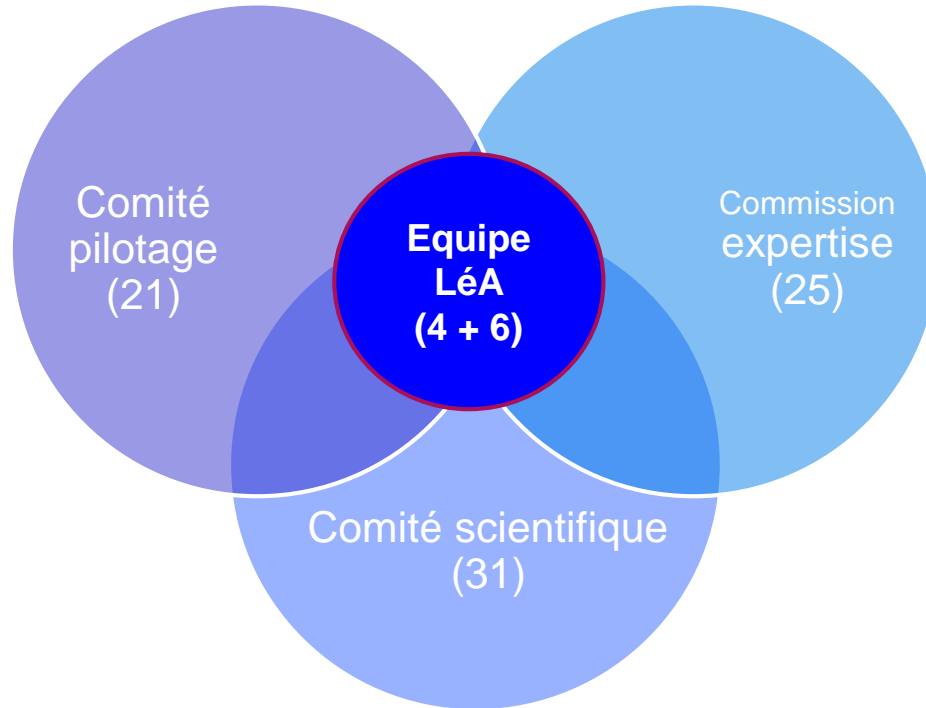 Comité
pilotage
(21)
Equipe
LéA
(4 + 6)
Commission
expertise
(25)
Comité scientifique
(31)